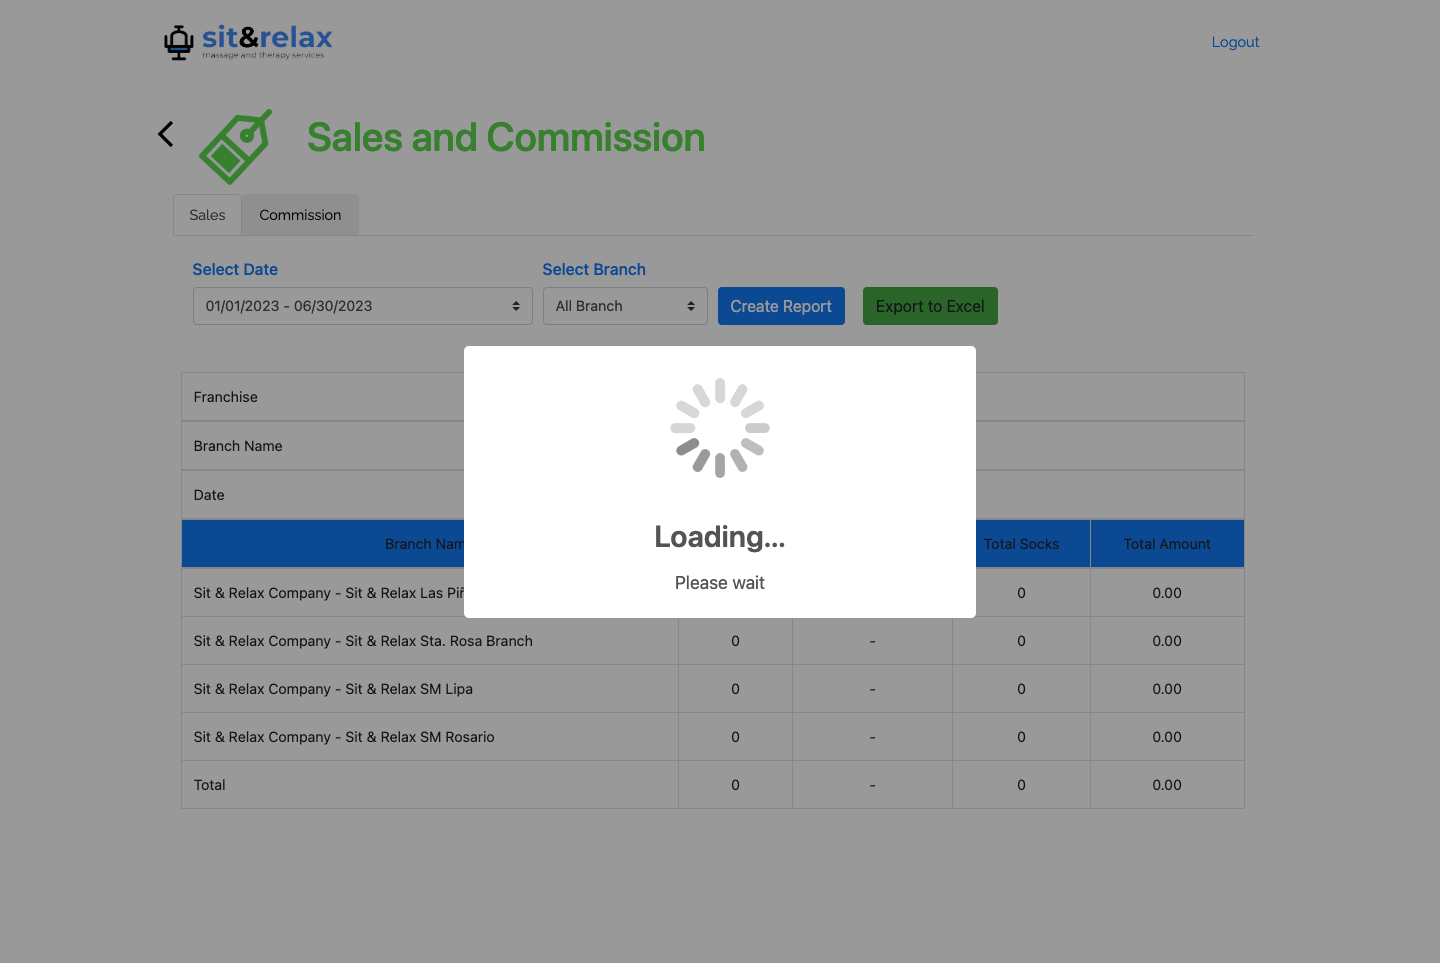 sit&relax
massage and therapy services
Logout
Sales and Commission
Sales
Commission
Select Date
Select Branch
01/01/2023 - 06/30/2023
All Branch
Create Report
Export to Excel
Franchise
Branch Name
Date
Loading...
Please wait
Branch Nam
Total Socks
Total Amount
Sit & Relax Company - Sit & Relax Las Piñ
0
0.00
Sit & Relax Company - Sit & Relax Sta. Rosa Branch
0
-
0
0.00
Sit & Relax Company - Sit & Relax SM Lipa
0
-
0
0.00
Sit & Relax Company - Sit & Relax SM Rosario
0
-
0
0.00
Total
0
-
0
0.00